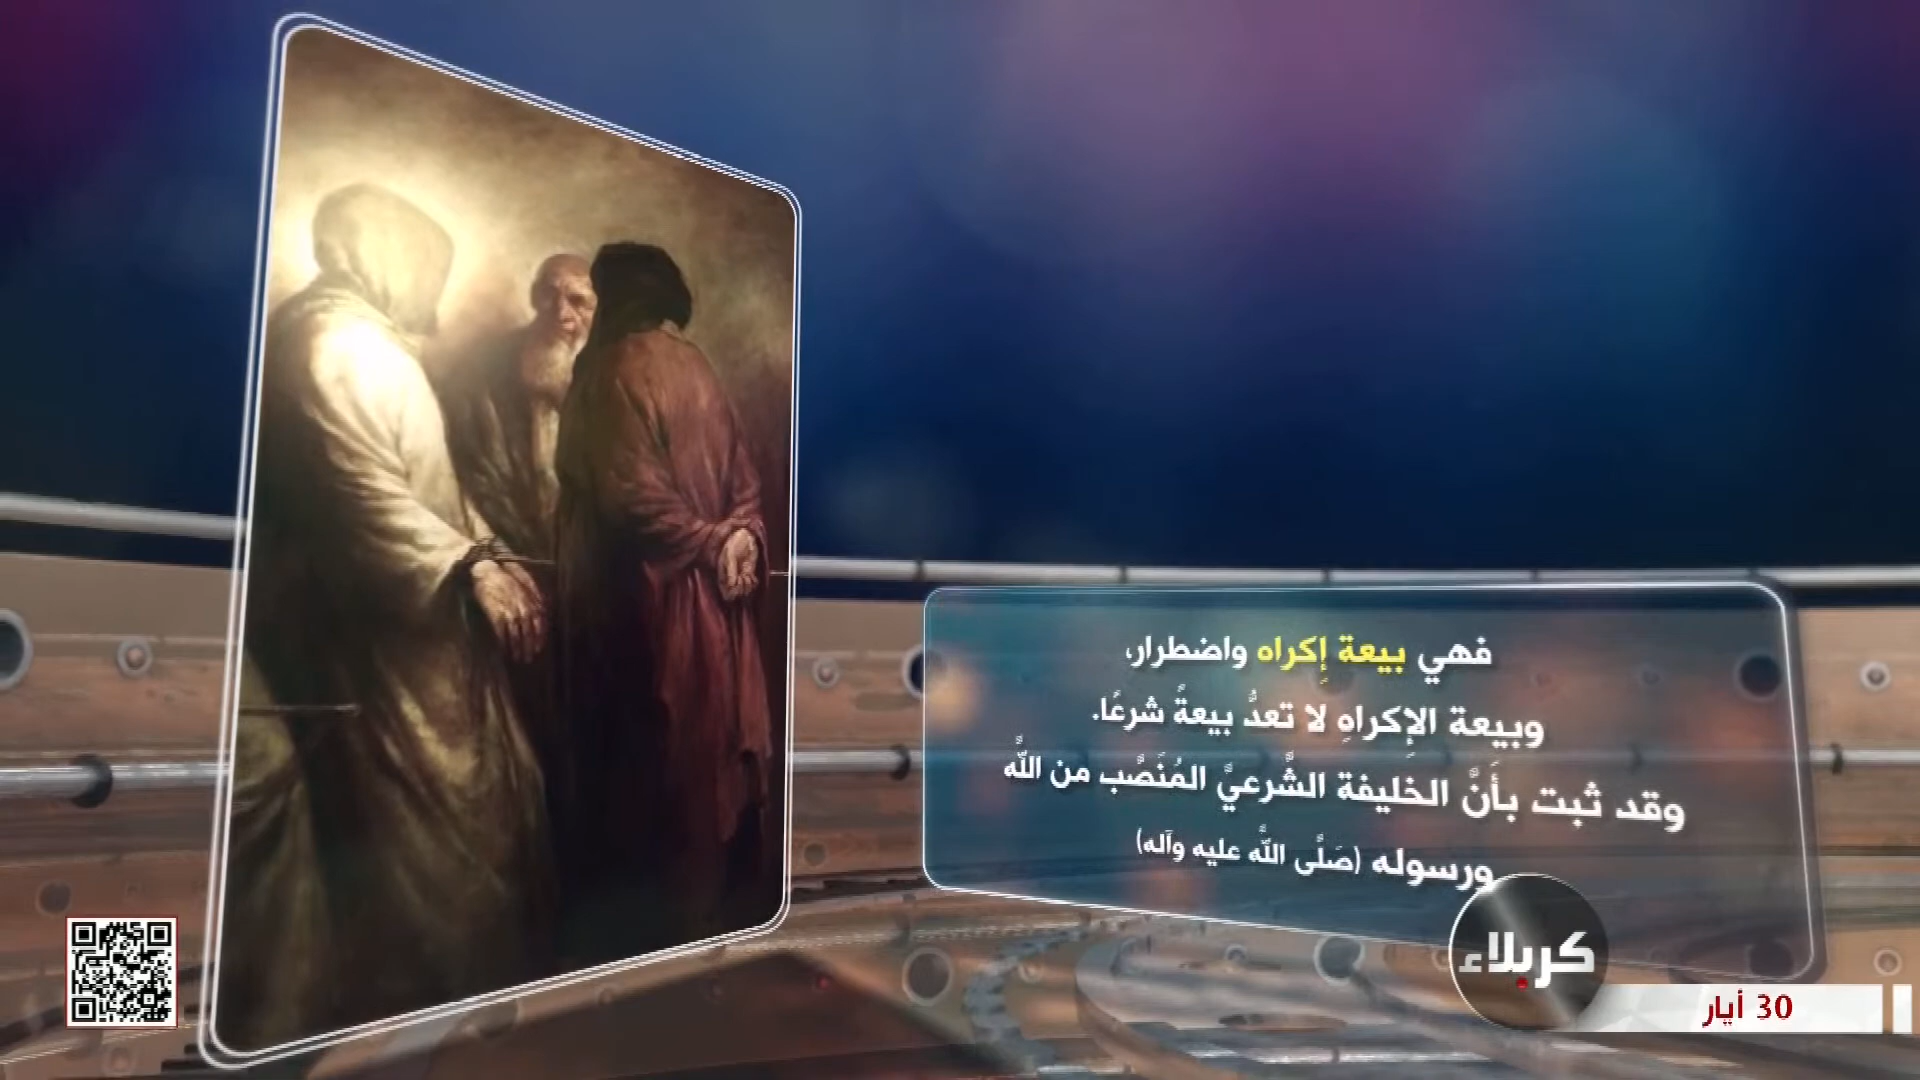 فهي بيعة إكراه واضطرار،
وبيعة الإكراهِ لا تعدُّ بيعةً شرعًا.
وقد ثبت بأنَّ الخليفة الشَّرعيَّ المُنَصَّب من اللَّه
ورسوله (صَلَّى اللَّه عليه وآله)
كربلاء
30 أيار